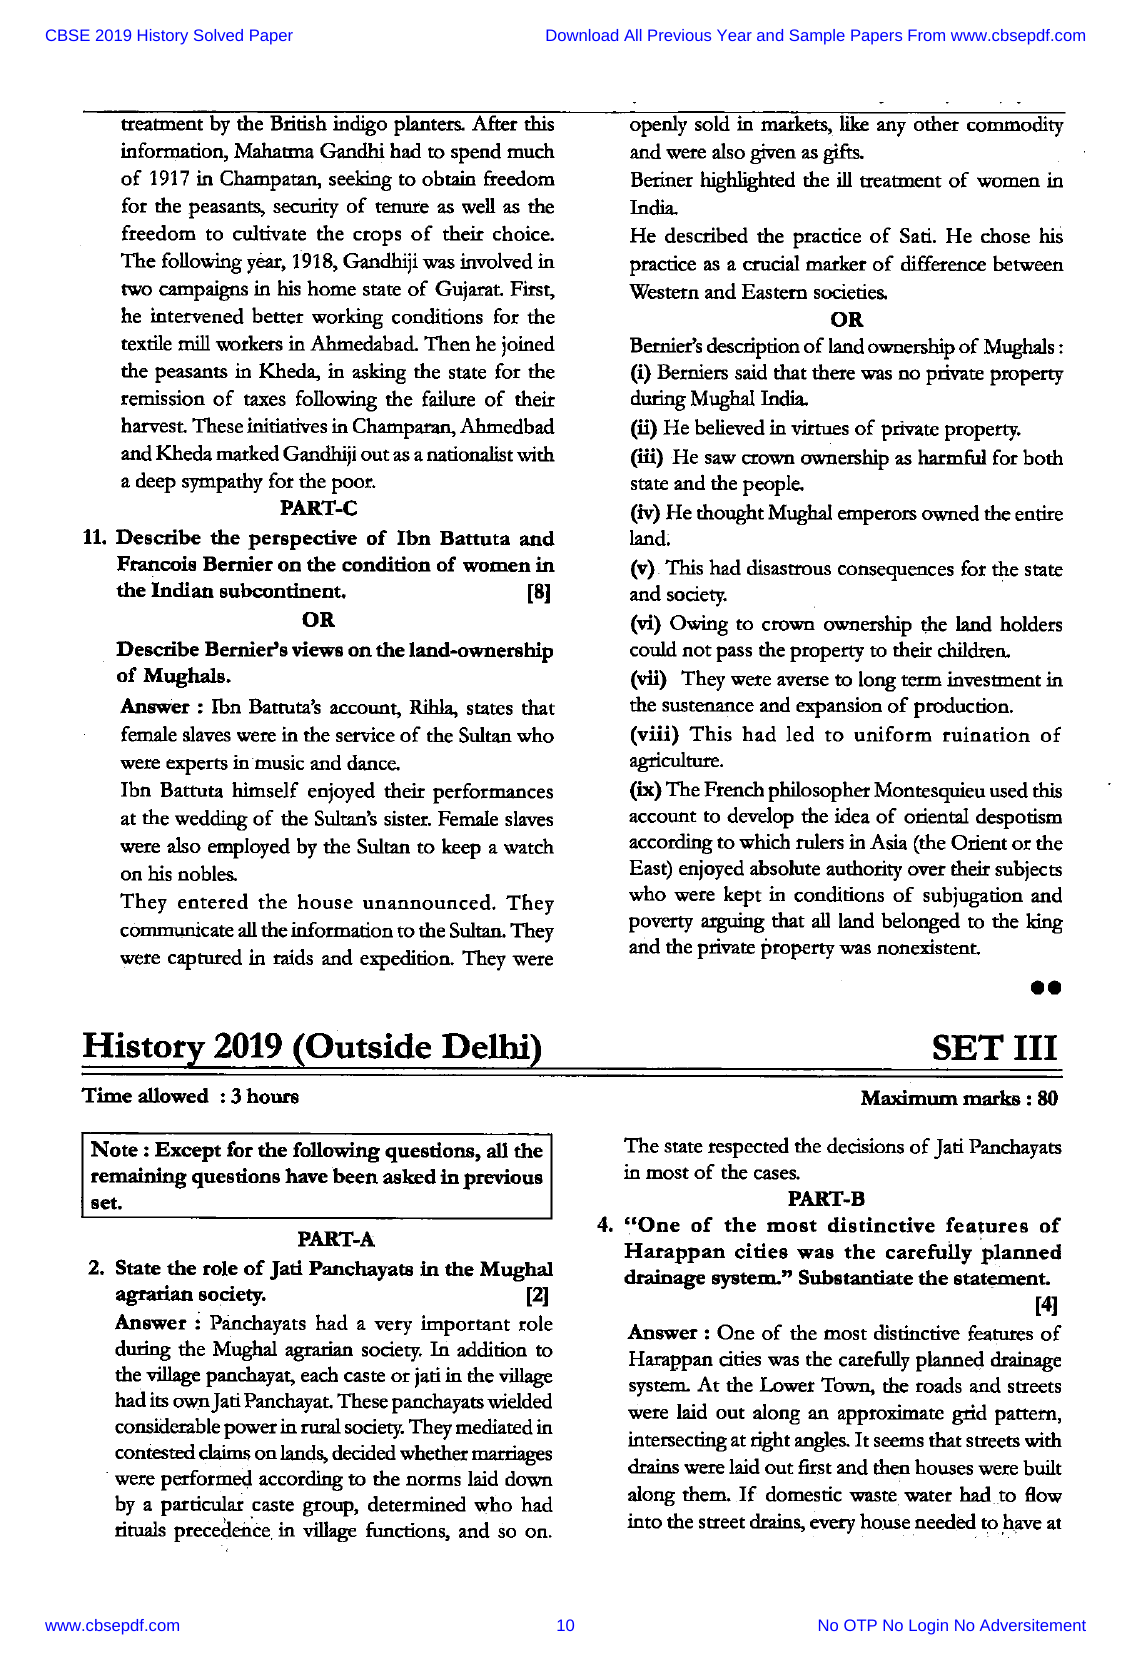 CBSE 2019 History Solved Paper
Download All Previous Year and Sample Papers From www.cbsepdf.com
treatment by the British indigo planters. After this
information, Mahatma Gandhi had to spend much
of 1917 in Champatan, seeking to obtain freedom
for the peasants, security of tenure as well as the
freedom to cultivate the crops of their choice.
The following year, 1918, Gandhiji was involved in
two campaigns in his home state of Gujarat. First,
he intervened better working conditions for the
textile mill workers in Ahmedabad. Then he joined
the peasants in Kheda, in asking the state for the
remission of taxes following the failure of their
harvest. These initiatives in Champaran, Ahmedbad
and Kheda marked Gandhiji out as a nationalist with
a deep sympathy for the poor.
PART-C
11. Describe the perspective of Ibn Battuta and
Francois Bernier on the condition of women in
the Indian subcontinent. [8]
OR
Describe Bernier's views on the land-ownership
of Mughals.
Answer : Ibn Battuta's account, Rihla, states that
female slaves were in the service of the Sultan who
were experts in music and dance.
Ibn Battuta himself enjoyed their performances
at the wedding of the Sultan's sister. Female slaves
were also employed by the Sultan to keep a watch
on his nobles.
They entered the house unannounced. They
communicate all the information to the Sultan. They
were captured in raids and expedition. They were
openly sold in markets, like any other commodity
and were also given as gifts.
Beriner highlighted the ill treatment of women in
India.
He described the practice of Sati. He chose his
practice as a crucial marker of difference between
Western and Eastern societies.
OR
Bernier's description of land ownership of Mughals :
(i) Berniers said that there was no private property
during Mughal India.
(ii) He believed in virtues of private property.
(iii) He saw crown ownership as harmful for both
state and the people.
(iv) He thought Mughal emperors owned the entire
land.
(v) This had disastrous consequences for the state
and society.
(vi) Owing to crown ownership the land holders
could not pass the property to their children.
(vii) They were averse to long term investment in
the sustenance and expansion of production.
(viii) This had led to uniform ruination of
agriculture.
(ix) The French philosopher Montesquieu used this
account to develop the idea of oriental despotism
according to which rulers in Asia (the Orient or the
East) enjoyed absolute authority over their subjects
who were kept in conditions of subjugation and
poverty arguing that all land belonged to the king
and the private property was nonexistent.
History 2019 (Outside Delhi) SET III
Time allowed : 3 hours
Maximum marks : 80
Note : Except for the following questions, all the
remaining questions have been asked in previous
set.
PART-A
2. State the role of Jati Panchayats in the Mughal
agrarian society. [2]
Answer : Panchayats had a very important role
during the Mughal agrarian society. In addition to
the village panchayat, each caste or jati in the village
had its own Jati Panchayat. These panchayats wielded
considerable power in rural society. They mediated in
contested claims on lands, decided whether marriages
were performed according to the norms laid down
by a particular caste group, determined who had
rituals precedence in village functions, and so on.
The state respected the decisions of Jati Panchayats
in most of the cases.
PART-B
4. “One of the most distinctive features of
Harappan cities was the carefully planned
drainage system.” Substantiate the statement.
[4]
Answer : One of the most distinctive features of
Harappan cities was the carefully planned drainage
system. At the Lower Town, the roads and streets
were laid out along an approximate grid pattern,
intersecting at right angles. It seems that streets with
drains were laid out first and then houses were built
along them. If domestic waste water had to flow
into the street drains, every house needed to have at
www.cbsepdf.com
10
No OTP No Login No Adversitement